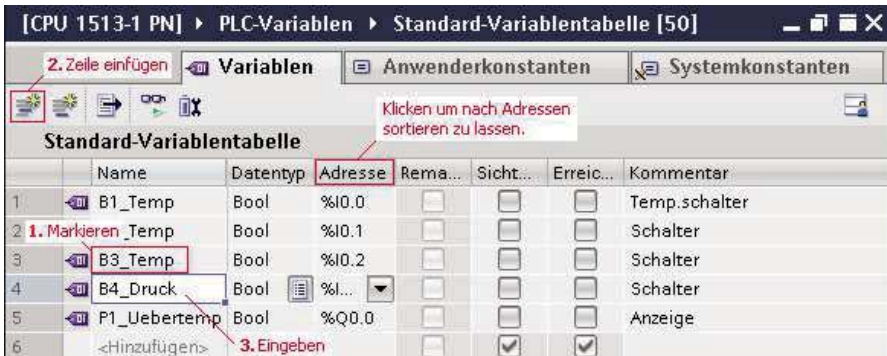 [CPU 1513-1 PN] ▸ PLC-Variablen ▸ Standard-Variablentabelle [50]
2. Zeile einfügen Variablen Anwenderkonstanten Systemkonstanten
Klicken um nach Adressen
sortieren zu lassen.
Standard-Variablentabelle
Name Datentyp Adresse Rema... Sicht... Erreic... Kommentar
1 B1_Temp Bool %I0.0 Temp.schalter
2 1. Markieren _Temp Bool %I0.1 Schalter
3 B3_Temp Bool %I0.2 Schalter
4 B4_Druck Bool %I... Schalter
5 P1_Uebertemp Bool %Q0.0 Anzeige
6 <Hinzufügen> 3. Eingeben